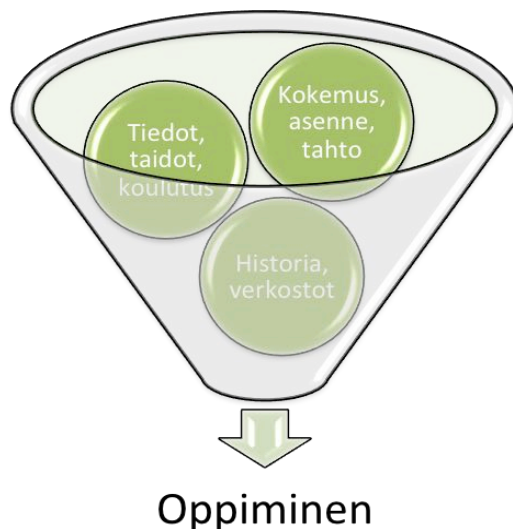 Kokemus,
asenne,
tahto
Tiedot,
taidot,
koulutus
Historia,
verkostot
Oppiminen